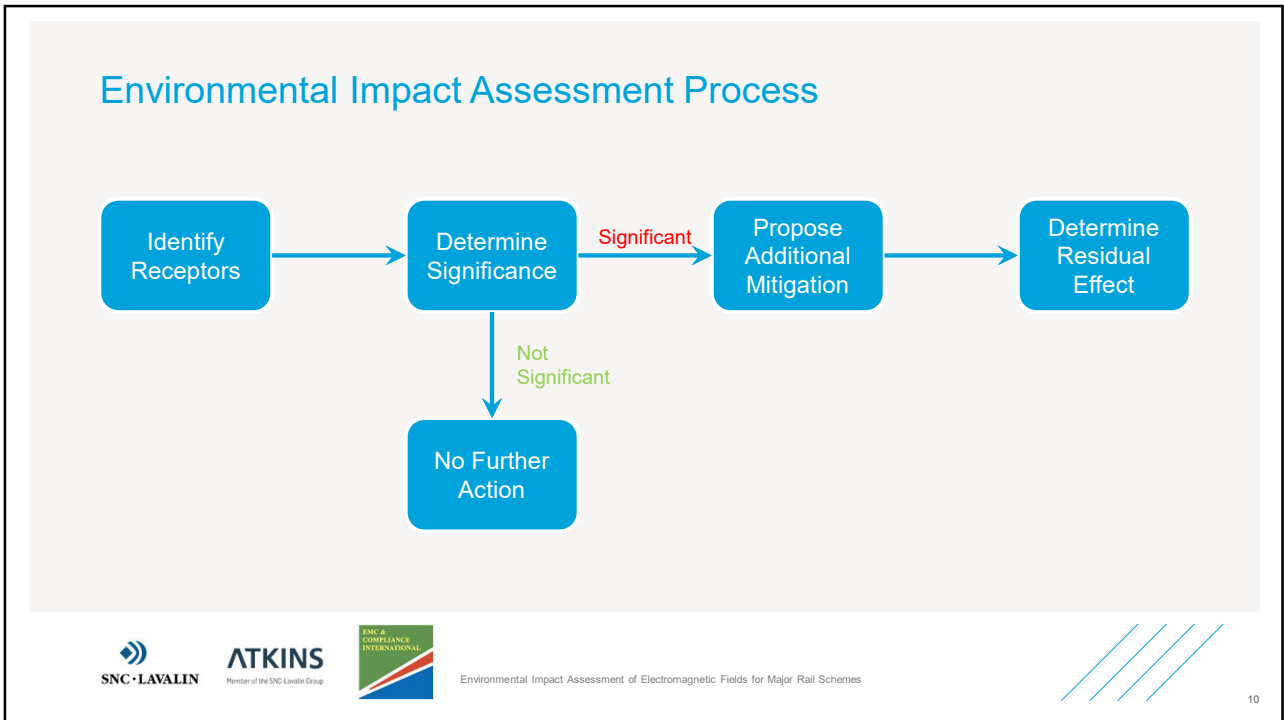 Environmental Impact Assessment Process
Identify
Receptors
Determine
Significance
Significant
Propose
Additional
Mitigation
Determine
Residual
Effect
Not
Significant
No Further
Action
SNC·LAVALIN
ATKINS
Member of the SNC-Lavalin Group
EMC &
COMPLIANCE
INTERNATIONAL
Environmental Impact Assessment of Electromagnetic Fields for Major Rail Schemes
10